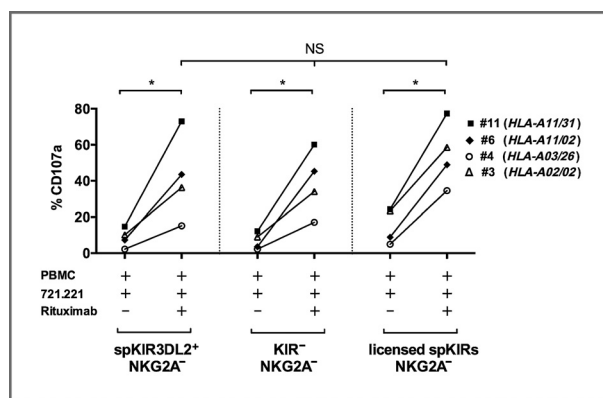 NS
* * *
% CD107a
80
60
40
20
0
#11 (HLA-A11/31)
#6 (HLA-A11/02)
#4 (HLA-A03/26)
#3 (HLA-A02/02)
PBMC + + + + + +
721.221 + + + + + +
Rituximab − + − + − +
spKIR3DL2⁺ KIR⁻ licensed spKIRs
NKG2A⁻ NKG2A⁻ NKG2A⁻